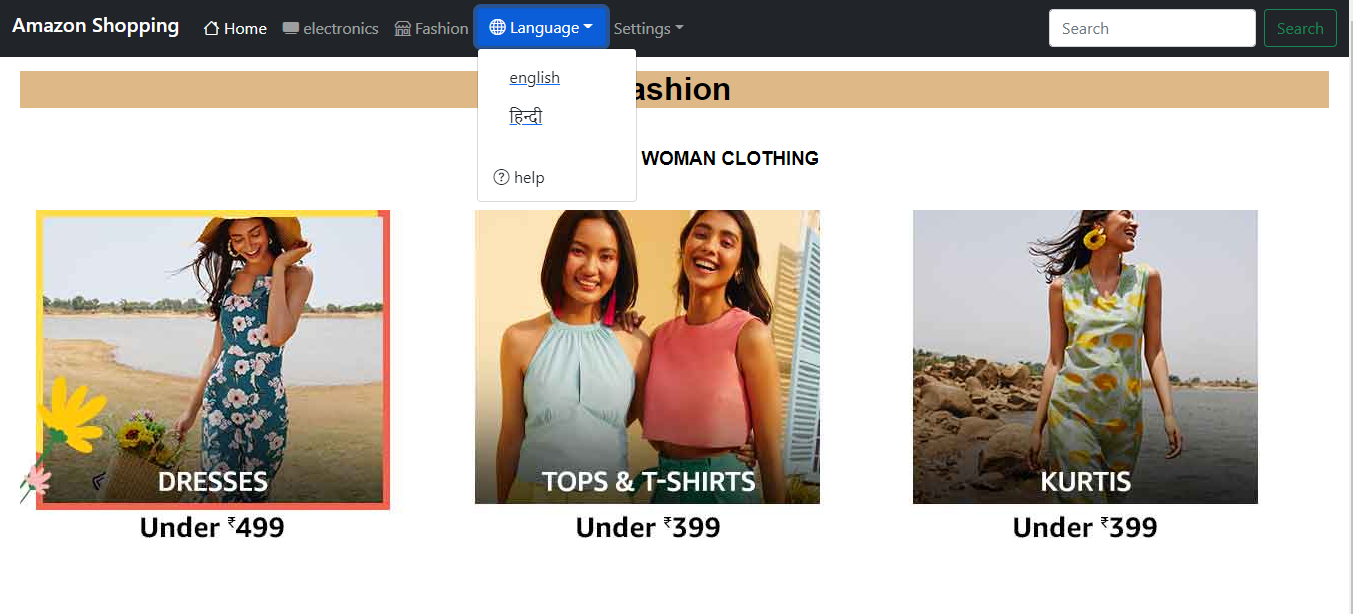 Amazon Shopping Home electronics Fashion Language Settings Search Search
ashion
english
हिन्दी
WOMAN CLOTHING
help
DRESSES TOPS & T-SHIRTS KURTIS
Under ₹499 Under ₹399 Under ₹399